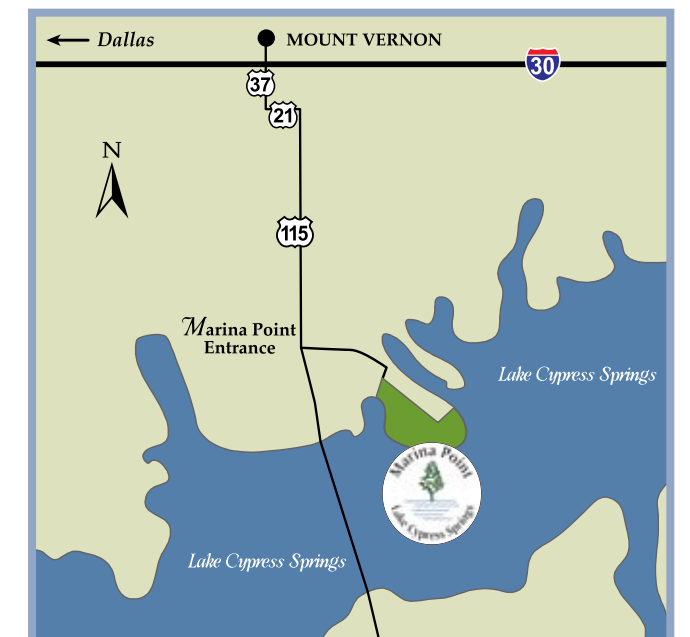 Dallas
MOUNT VERNON
30
37
21
N
115
Marina Point
Entrance
Lake Cypress Springs
Marina Point
Lake Cypress Springs
Lake Cypress Springs